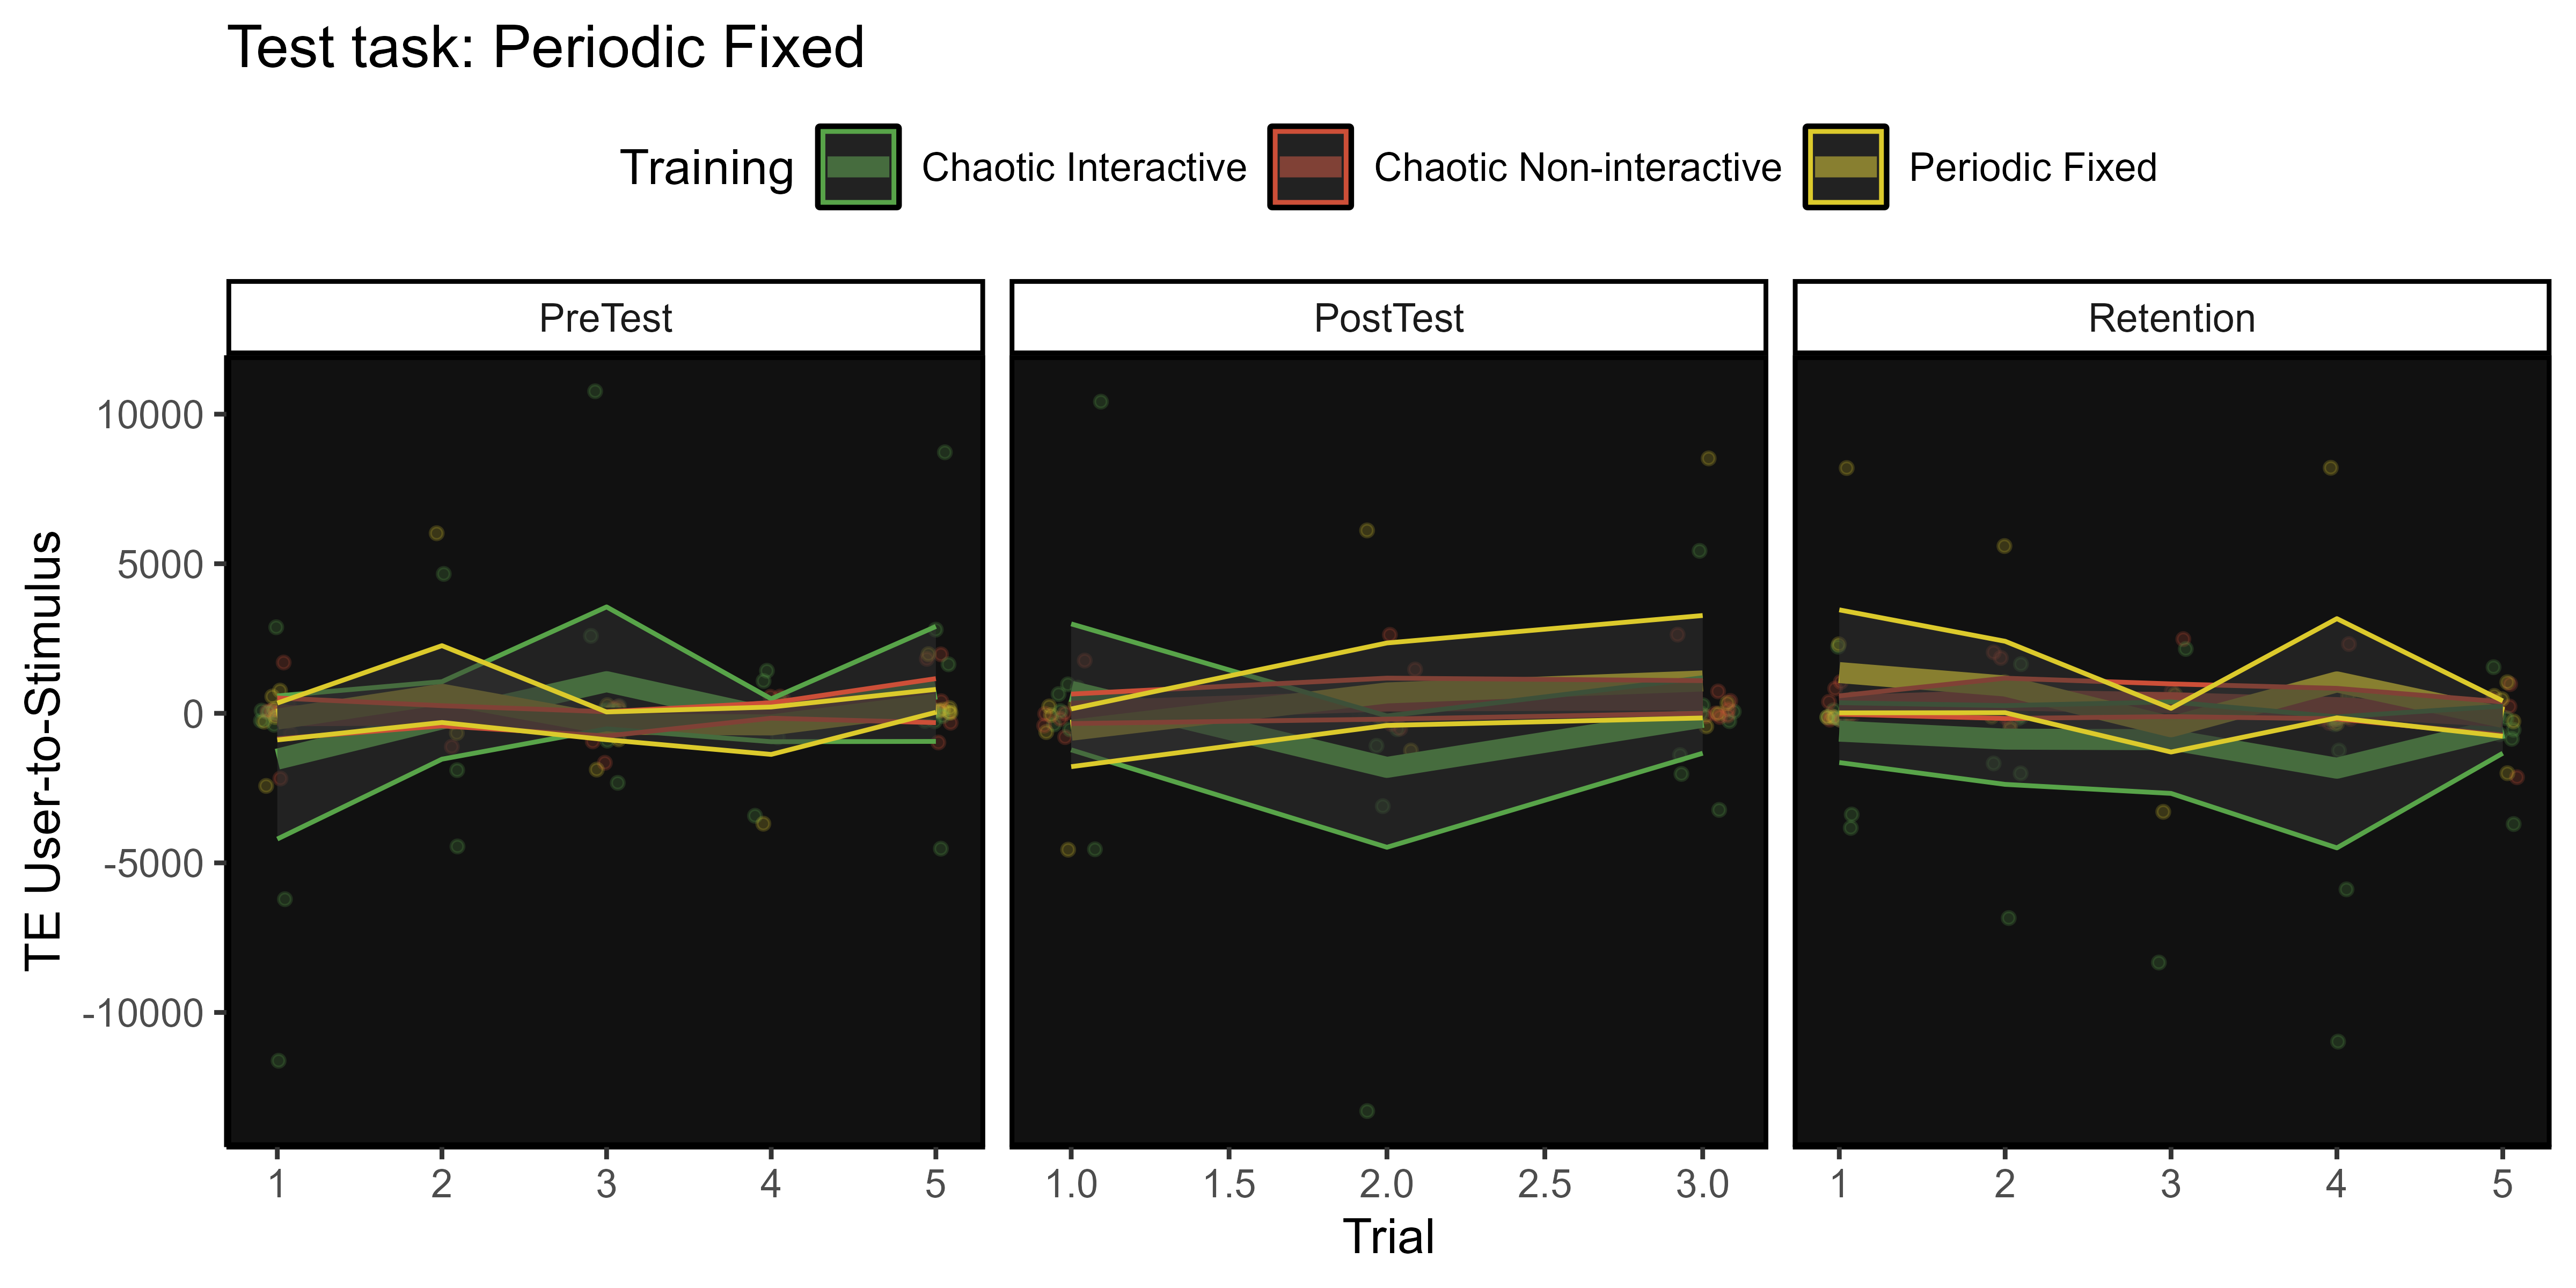 Test task: Periodic Fixed
Training Chaotic Interactive Chaotic Non-interactive Periodic Fixed
PreTest PostTest Retention
TE User-to-Stimulus
10000
5000
0
-5000
-10000
1 2 3 4 5 1.0 1.5 2.0 2.5 3.0 1 2 3 4 5
Trial